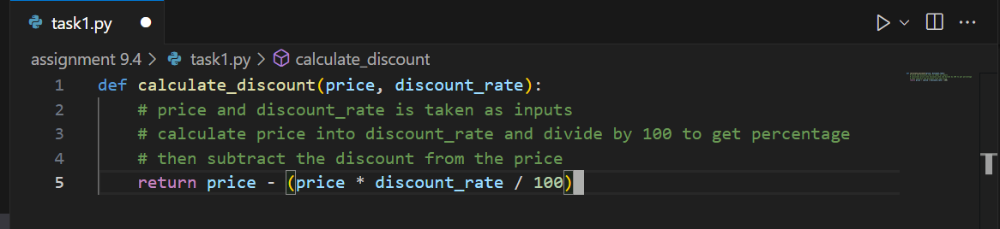 task1.py
assignment 9.4 > task1.py > calculate_discount
1 def calculate_discount(price, discount_rate):
2 # price and discount_rate is taken as inputs
3 # calculate price into discount_rate and divide by 100 to get percentage
4 # then subtract the discount from the price
5 return price - (price * discount_rate / 100)